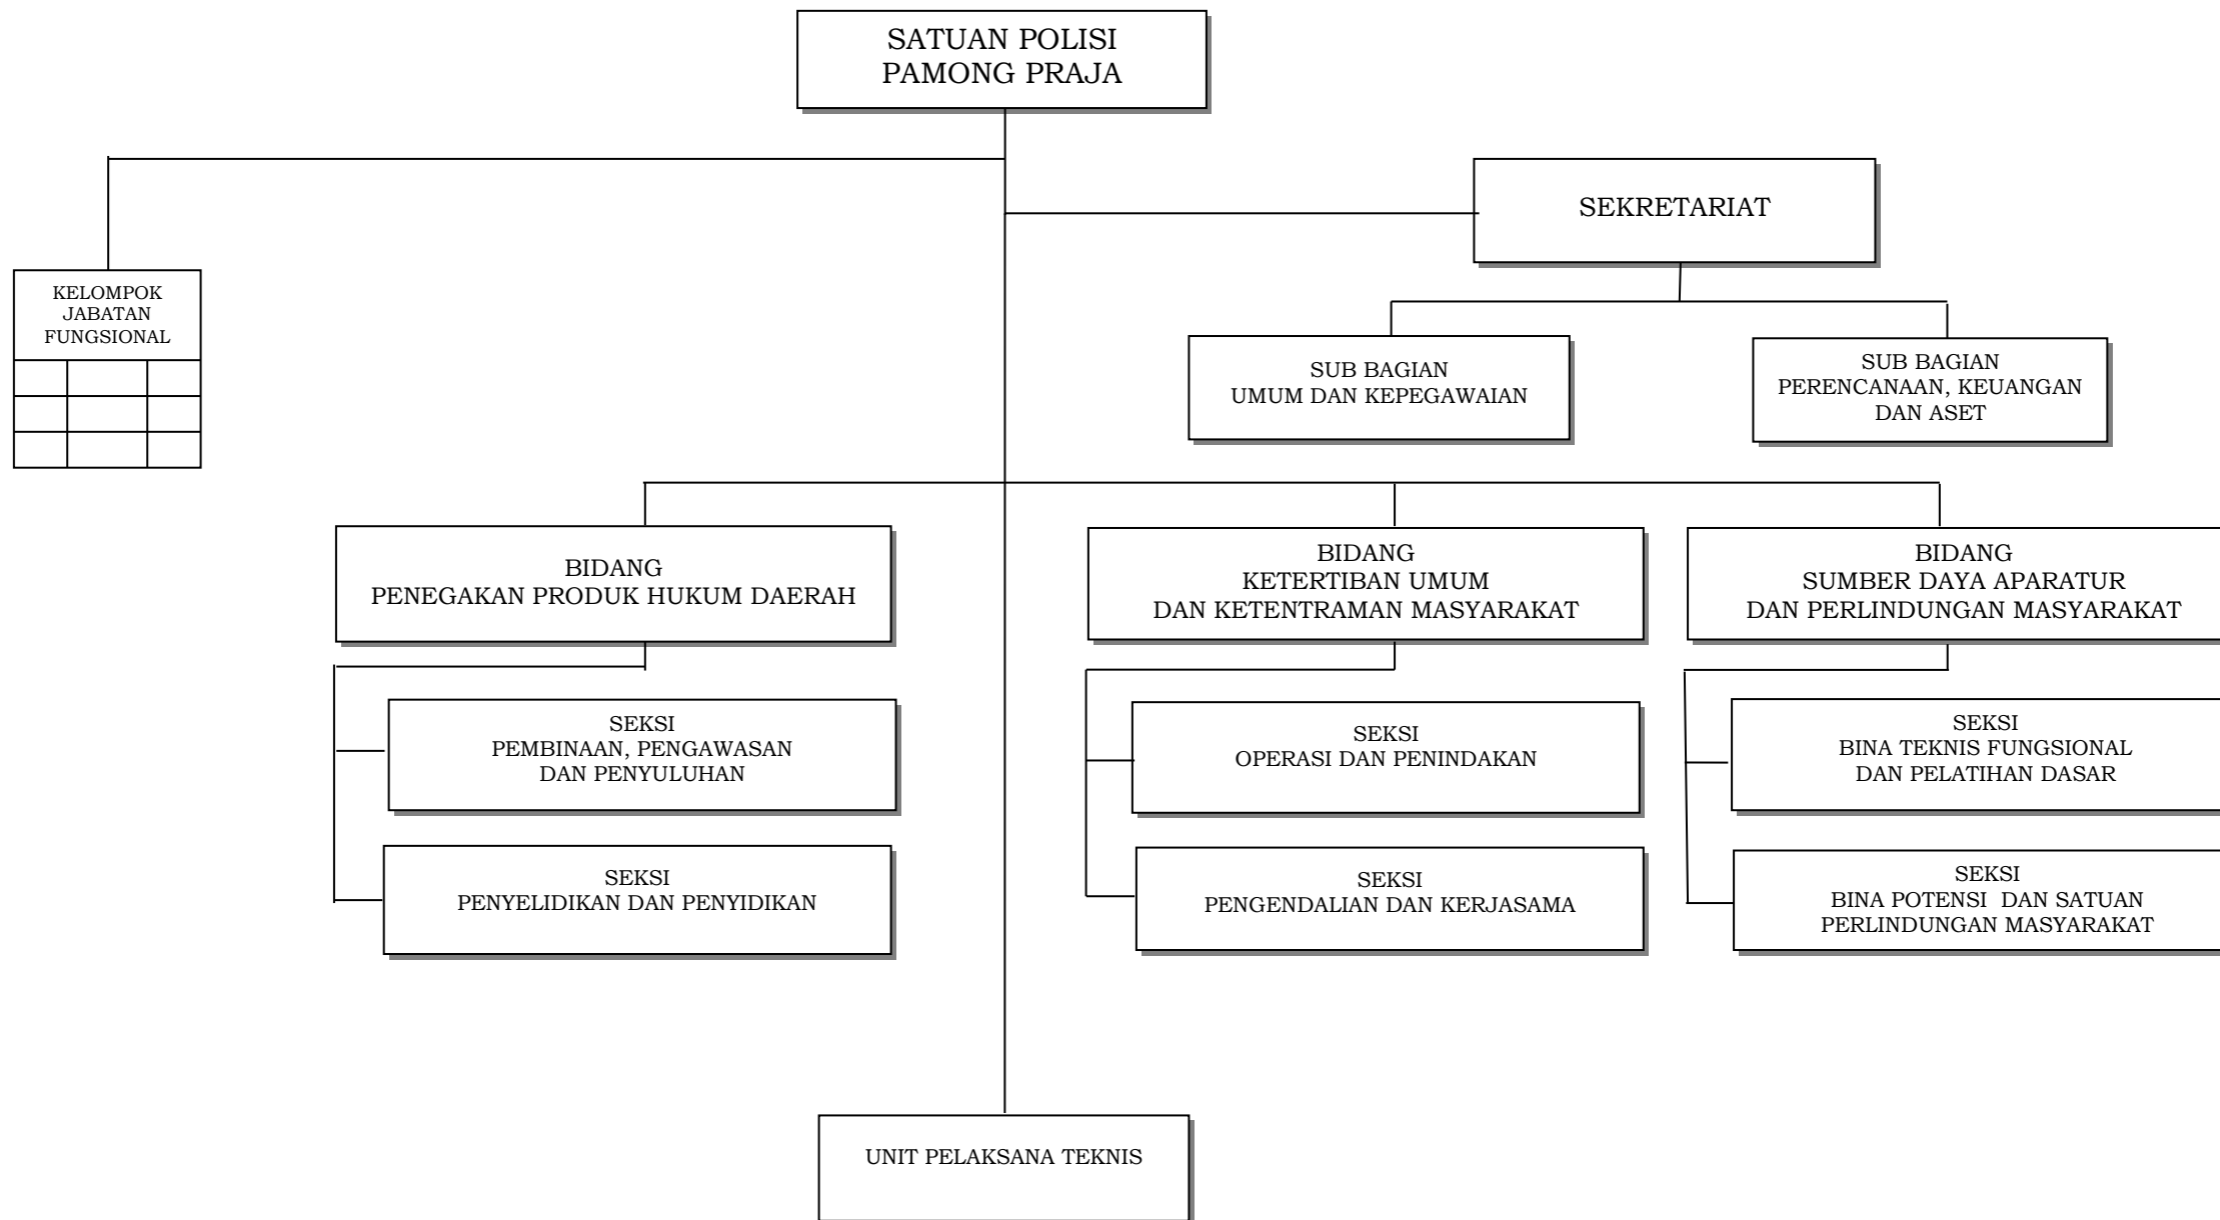 SATUAN POLISI
PAMONG PRAJA
SEKRETARIAT
KELOMPOK
JABATAN
FUNGSIONAL
SUB BAGIAN
UMUM DAN KEPEGAWAIAN
SUB BAGIAN
PERENCANAAN, KEUANGAN
DAN ASET
BIDANG
PENEGAKAN PRODUK HUKUM DAERAH
BIDANG
KETERTIBAN UMUM
DAN KETENTRAMAN MASYARAKAT
BIDANG
SUMBER DAYA APARATUR
DAN PERLINDUNGAN MASYARAKAT
SEKSI
PEMBINAAN, PENGAWASAN
DAN PENYULUHAN
SEKSI
OPERASI DAN PENINDAKAN
SEKSI
BINA TEKNIS FUNGSIONAL
DAN PELATIHAN DASAR
SEKSI
PENYELIDIKAN DAN PENYIDIKAN
SEKSI
PENGENDALIAN DAN KERJASAMA
SEKSI
BINA POTENSI  DAN SATUAN
PERLINDUNGAN MASYARAKAT
UNIT PELAKSANA TEKNIS